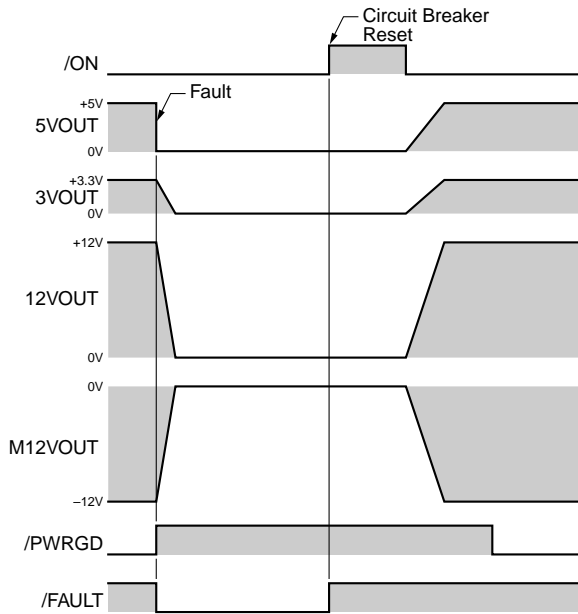 Circuit Breaker
Reset
/ON
Fault
+5V
5VOUT
0V
+3.3V
3VOUT
0V
+12V
12VOUT
0V
0V
M12VOUT
–12V
/PWRGD
/FAULT